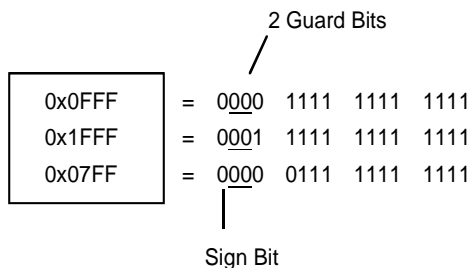 2 Guard Bits
0x0FFF = 0000 1111 1111 1111
0x1FFF = 0001 1111 1111 1111
0x07FF = 0000 0111 1111 1111
Sign Bit